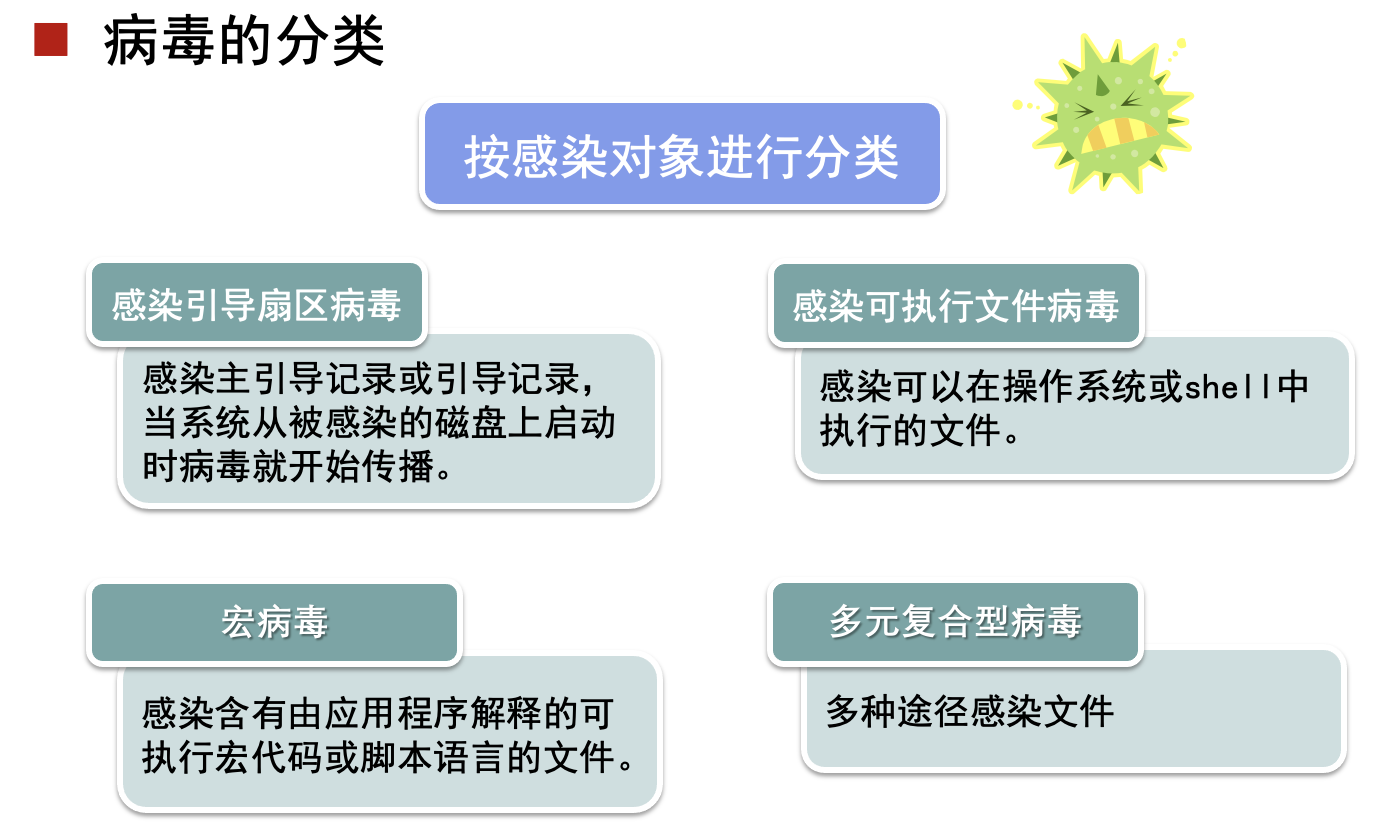 病毒的分类
按感染对象进行分类
感染引导扇区病毒
感染主引导记录或引导记录，
当系统从被感染的磁盘上启动
时病毒就开始传播。
感染可执行文件病毒
感染可以在操作系统或shell中
执行的文件。
宏病毒
感染含有由应用程序解释的可
执行宏代码或脚本语言的文件。
多元复合型病毒
多种途径感染文件